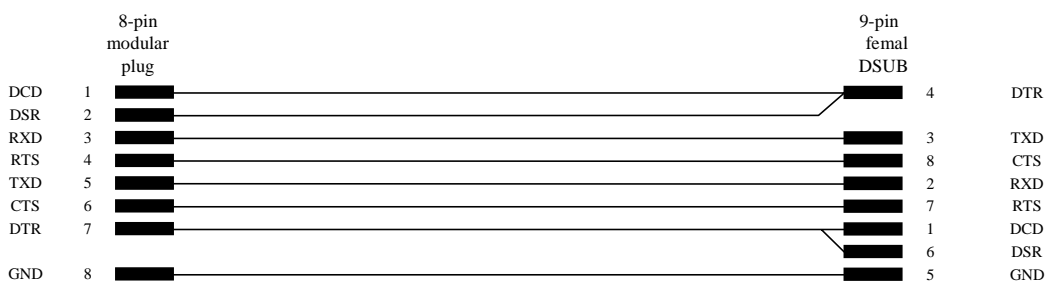 8-pin
modular
plug
9-pin
femal
DSUB
DCD 1 4 DTR
DSR 2
RXD 3 3 TXD
RTS 4 8 CTS
TXD 5 2 RXD
CTS 6 7 RTS
DTR 7 1 DCD
6 DSR
GND 8 5 GND